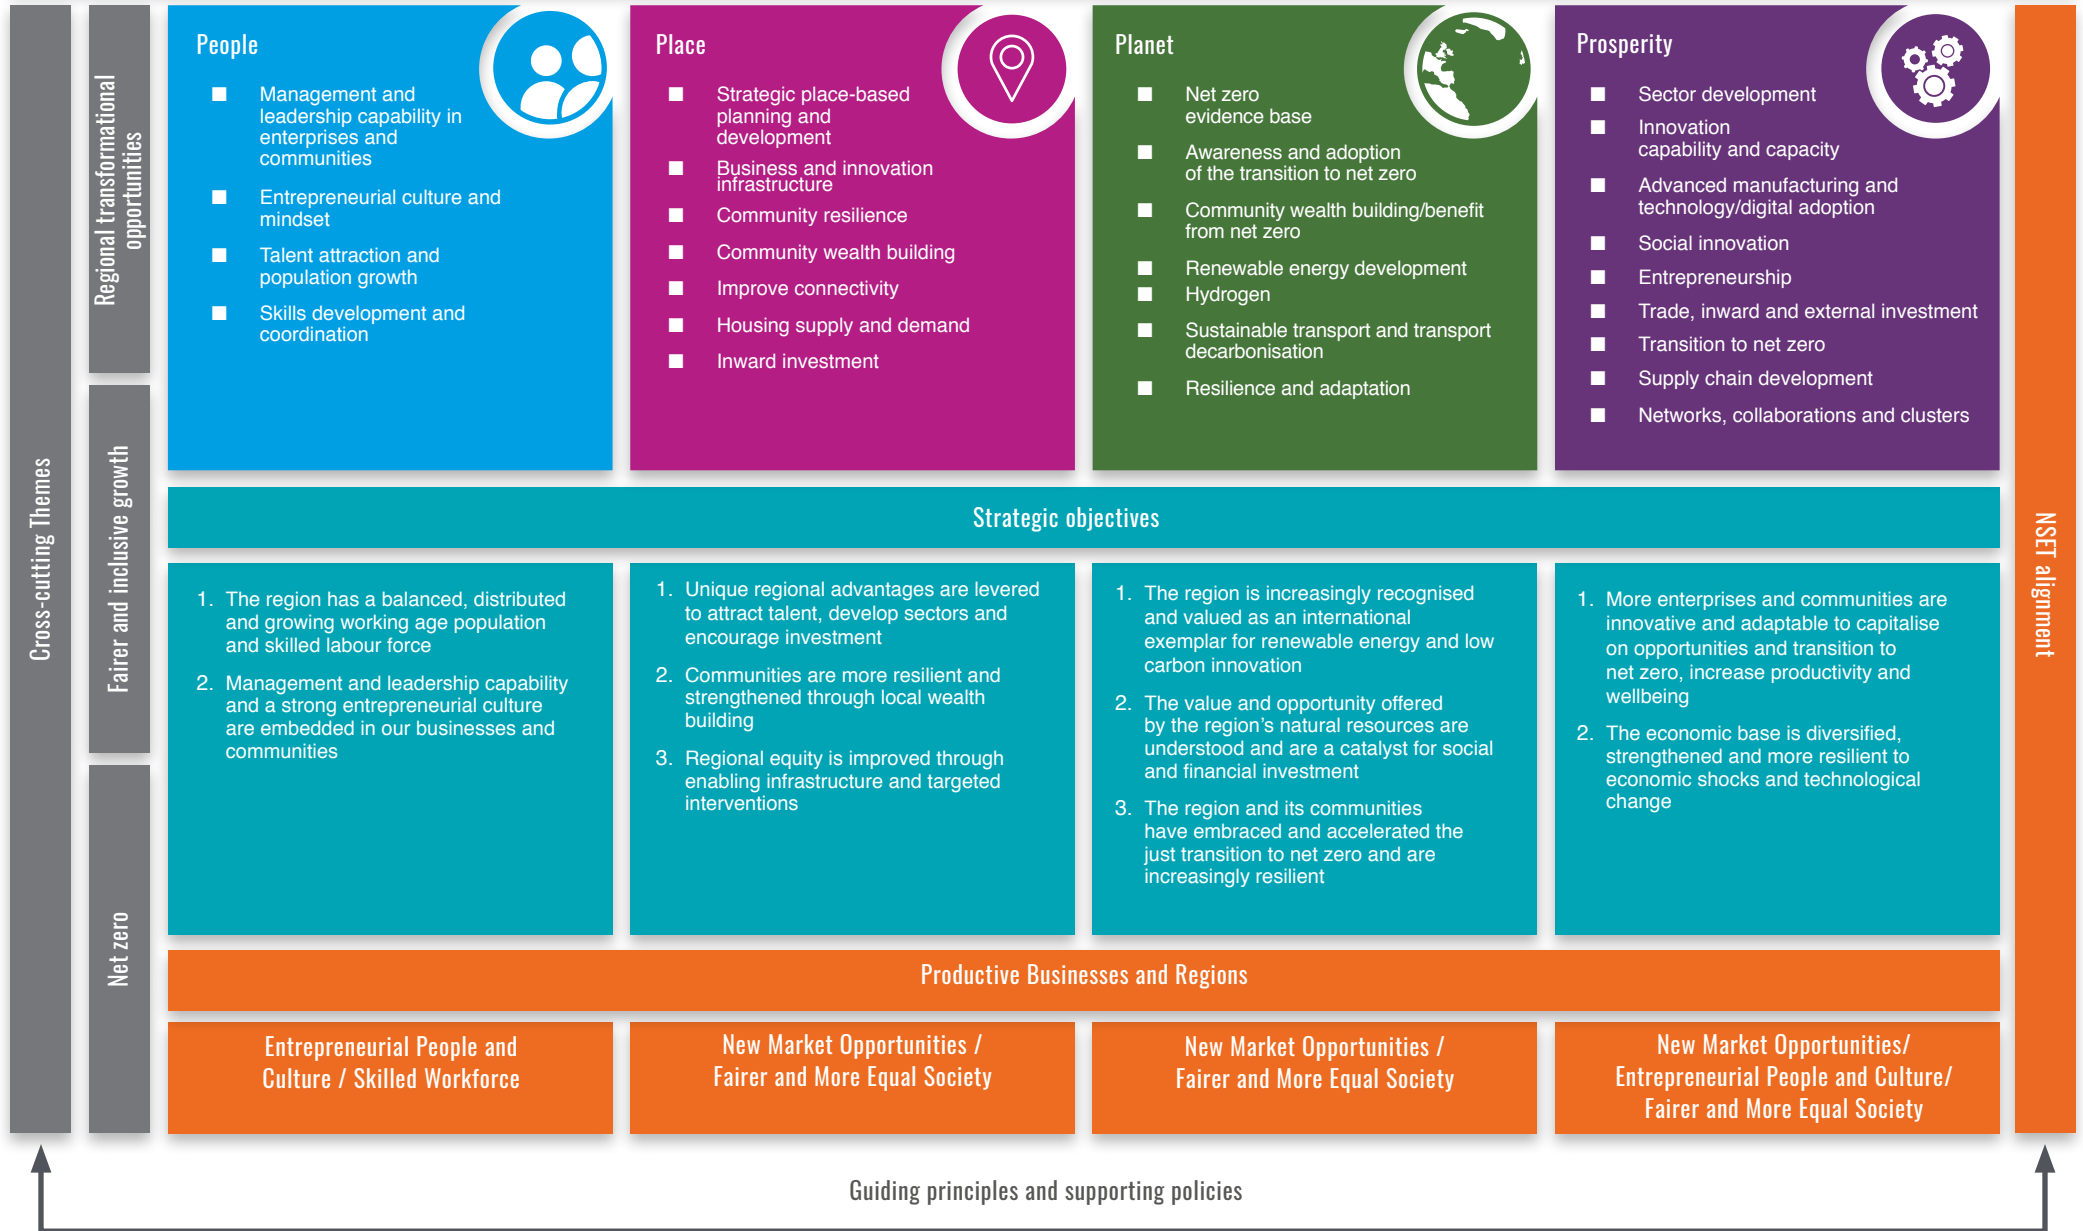 Cross-cutting Themes
Regional transformational
opportunities
Fairer and inclusive growth
Net zero
People
Management and
leadership capability in
enterprises and
communities
Entrepreneurial culture and
mindset
Talent attraction and
population growth
Skills development and
coordination
Place
Strategic place-based
planning and
development
Business and innovation
infrastructure
Community resilience
Community wealth building
Improve connectivity
Housing supply and demand
Inward investment
Planet
Net zero
evidence base
Awareness and adoption
of the transition to net zero
Community wealth building/benefit
from net zero
Renewable energy development
Hydrogen
Sustainable transport and transport
decarbonisation
Resilience and adaptation
Prosperity
Sector development
Innovation
capability and capacity
Advanced manufacturing and
technology/digital adoption
Social innovation
Entrepreneurship
Trade, inward and external investment
Transition to net zero
Supply chain development
Networks, collaborations and clusters
Strategic objectives
1. The region has a balanced, distributed
and growing working age population
and skilled labour force
2. Management and leadership capability
and a strong entrepreneurial culture
are embedded in our businesses and
communities
1. Unique regional advantages are levered
to attract talent, develop sectors and
encourage investment
2. Communities are more resilient and
strengthened through local wealth
building
3. Regional equity is improved through
enabling infrastructure and targeted
interventions
1. The region is increasingly recognised
and valued as an international
exemplar for renewable energy and low
carbon innovation
2. The value and opportunity offered
by the region's natural resources are
understood and are a catalyst for social
and financial investment
3. The region and its communities
have embraced and accelerated the
just transition to net zero and are
increasingly resilient
1. More enterprises and communities are
innovative and adaptable to capitalise
on opportunities and transition to
net zero, increase productivity and
wellbeing
2. The economic base is diversified,
strengthened and more resilient to
economic shocks and technological
change
Productive Businesses and Regions
Entrepreneurial People and
Culture / Skilled Workforce
New Market Opportunities /
Fairer and More Equal Society
New Market Opportunities /
Fairer and More Equal Society
New Market Opportunities/
Entrepreneurial People and Culture/
Fairer and More Equal Society
NSET alignment
Guiding principles and supporting policies